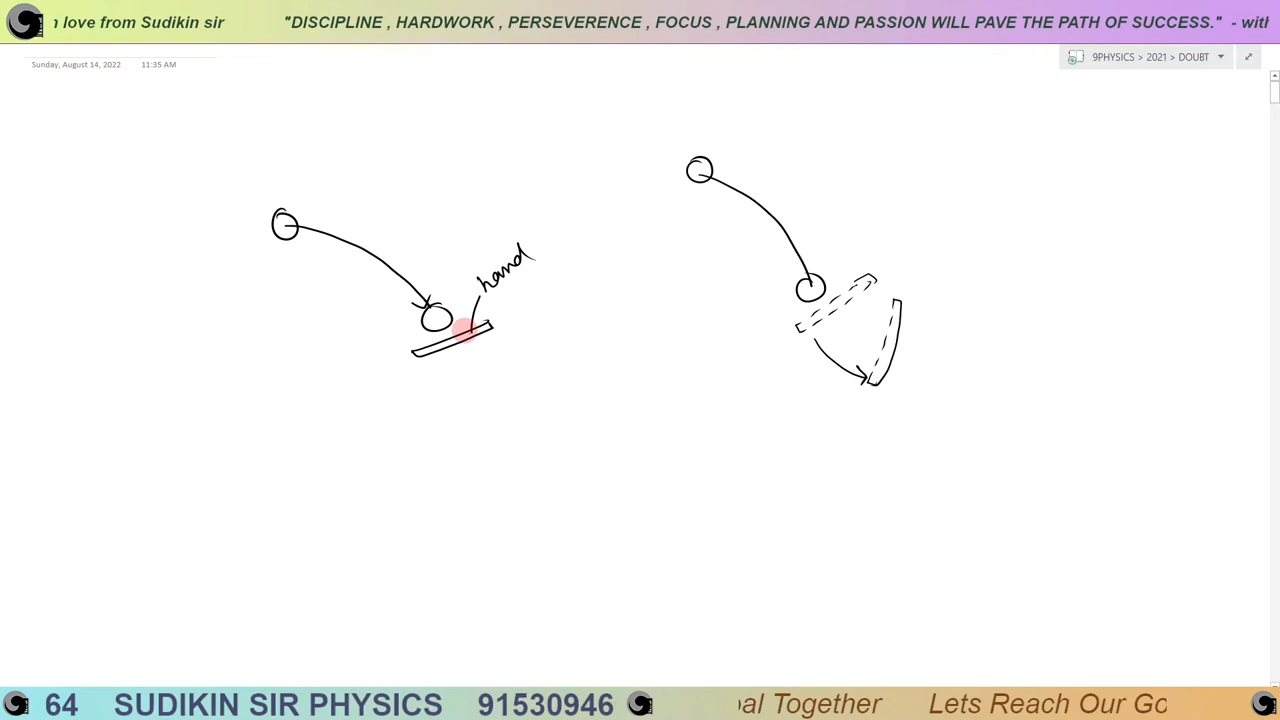 n love from Sudikin sir "DISCIPLINE , HARDWORK , PERSEVERENCE , FOCUS , PLANNING AND PASSION WILL PAVE THE PATH OF SUCCESS." - with
Sunday, August 14, 2022 11:35 AM
9PHYSICS > 2021 > DOUBT
hand
64 SUDIKIN SIR PHYSICS 91530946 oal Together Lets Reach Our Go